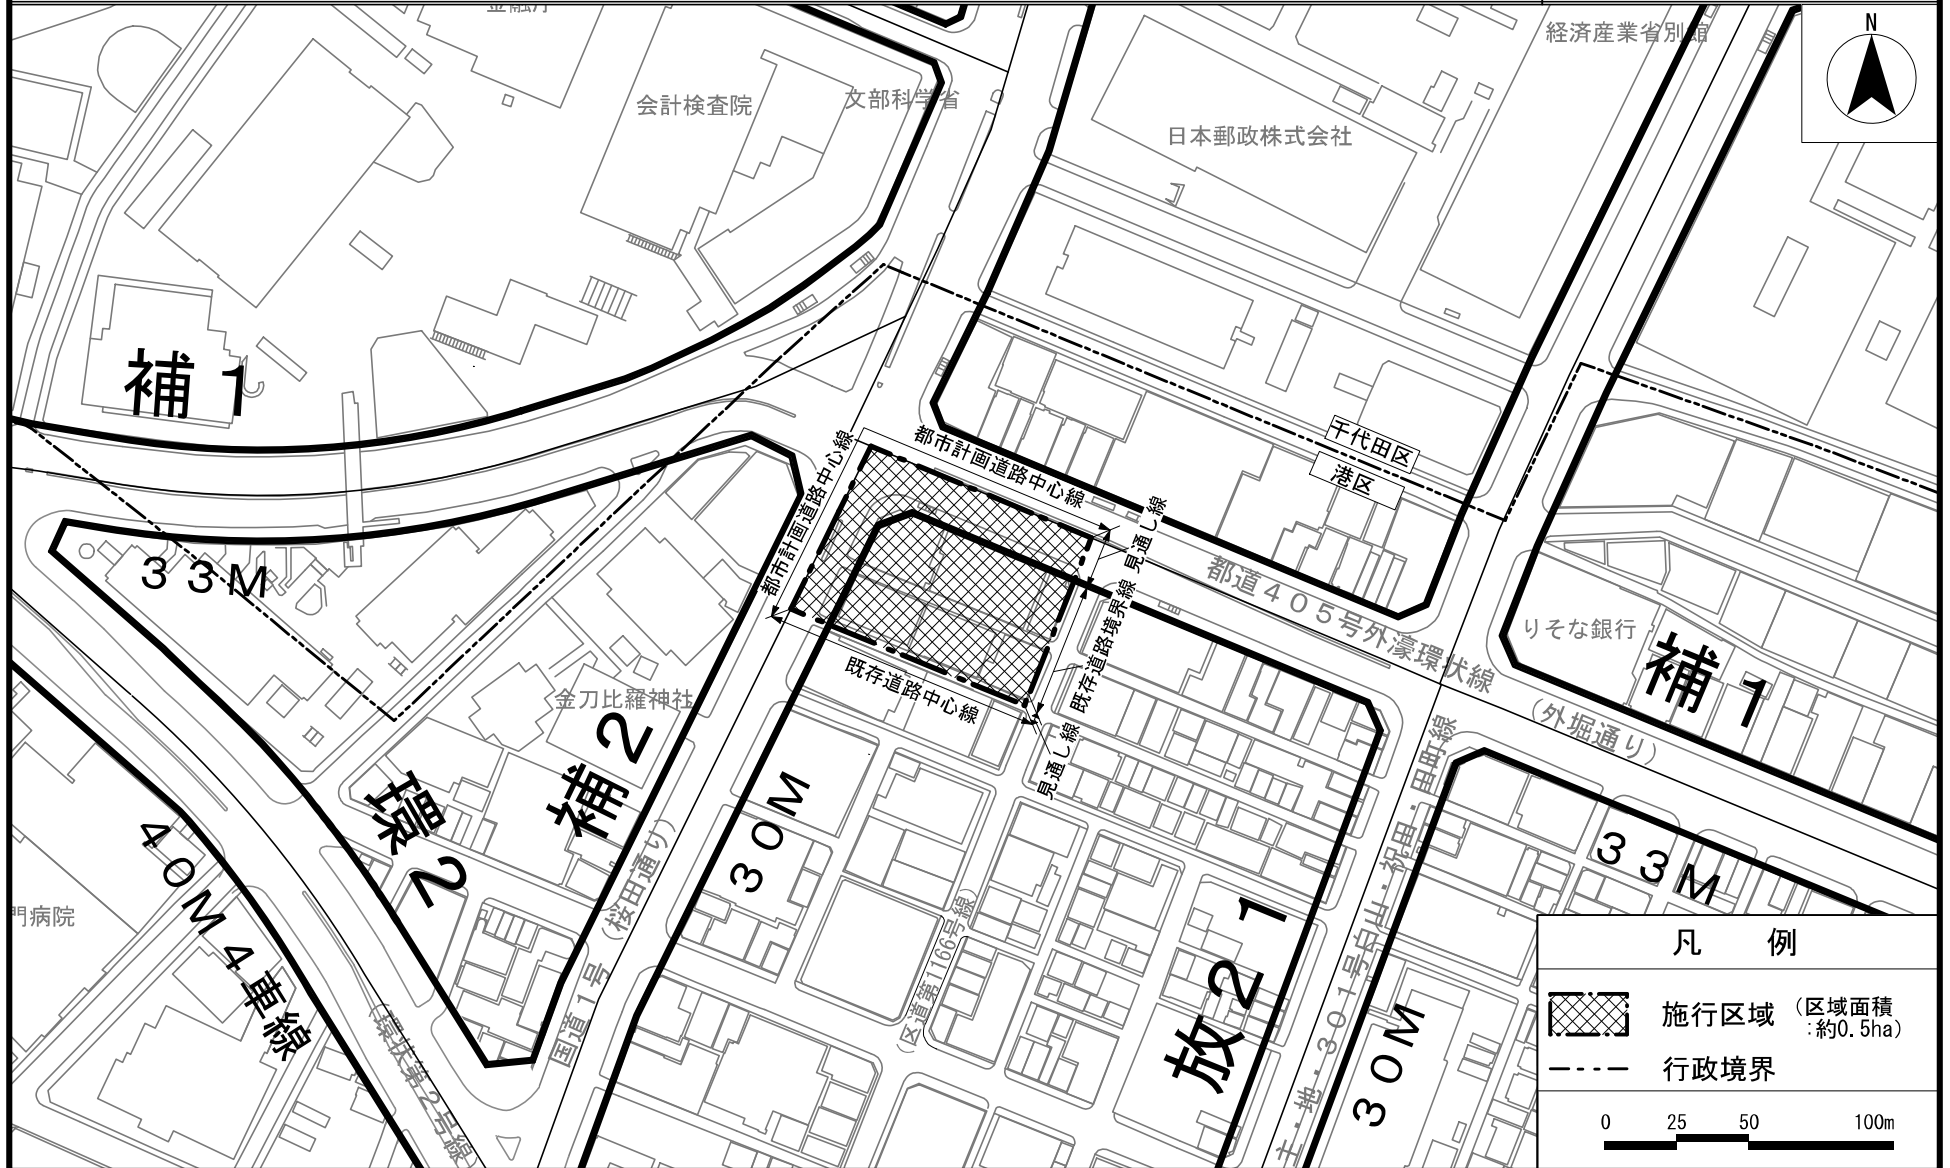 金融庁
経済産業省別館
N
会計検査院
文部科学省
日本郵政株式会社
補1
都市計画道路中心線
都市計画道路中心線
千代田区
港区
見通し線
33M
都道405号外濠環状線
既存道路境界線
りそな銀行
補1
既存道路中心線
金刀比羅神社
(外堀通り)
見通し線
補2
環2
30M
33M
40M4車線
門病院
(桜田通り)
国道1号
(区道第1166号線)
(環状第2号線)
放21
主.地.301号白山.祝田.田町線
30M
凡 例
施行区域 (区域面積
:約0.5ha)
行政境界
0 25 50 100m